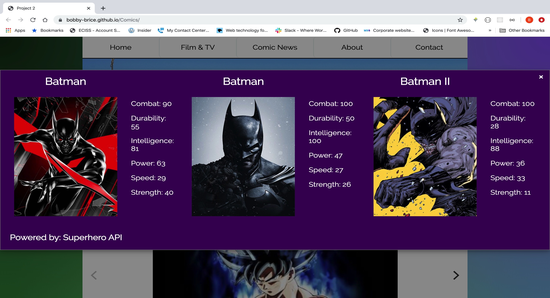 Project 2
bobby-brice.github.io/Comics/
Apps
Bookmarks
EOSS - Account S...
Insider
My Contact Center...
Web technology fo...
Slack - Where Wor...
GitHub
Corporate website...
Icons | Font Aweso...
Other Bookmarks
Home
Film & TV
Comic News
About
Contact
Batman
Combat: 90
Durability:
55
Intelligence:
81
Power: 63
Speed: 29
Strength: 40
Batman
Combat: 100
Durability: 50
Intelligence:
100
Power: 47
Speed: 27
Strength: 26
Batman II
Combat: 100
Durability:
28
Intelligence:
88
Power: 36
Speed: 33
Strength: 11
Powered by: Superhero API